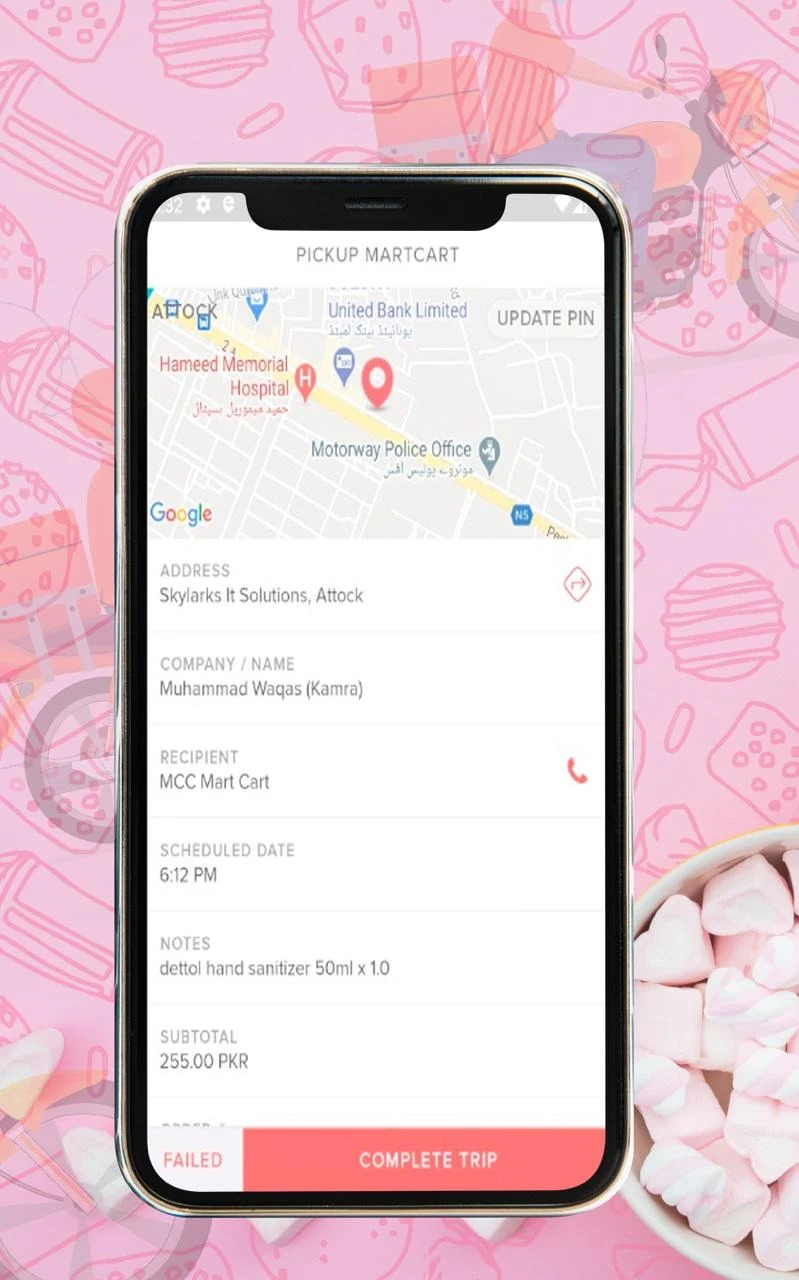 :32
PICKUP MARTCART
ATTOCK
Link
United Bank Limited
یونائیٹڈ بینک لمیٹڈ
UPDATE PIN
Hameed Memorial
Hospital
حمید میموریل ہسپتال
H
Motorway Police Office
موٹروے پولیس آفس
Google
N5
ADDRESS
Skylarks It Solutions, Attock
COMPANY / NAME
Muhammad Waqas (Kamra)
RECIPIENT
MCC Mart Cart
SCHEDULED DATE
6:12 PM
NOTES
dettol hand sanitizer 50ml x 1.0
SUBTOTAL
255.00 PKR
FAILED
COMPLETE TRIP